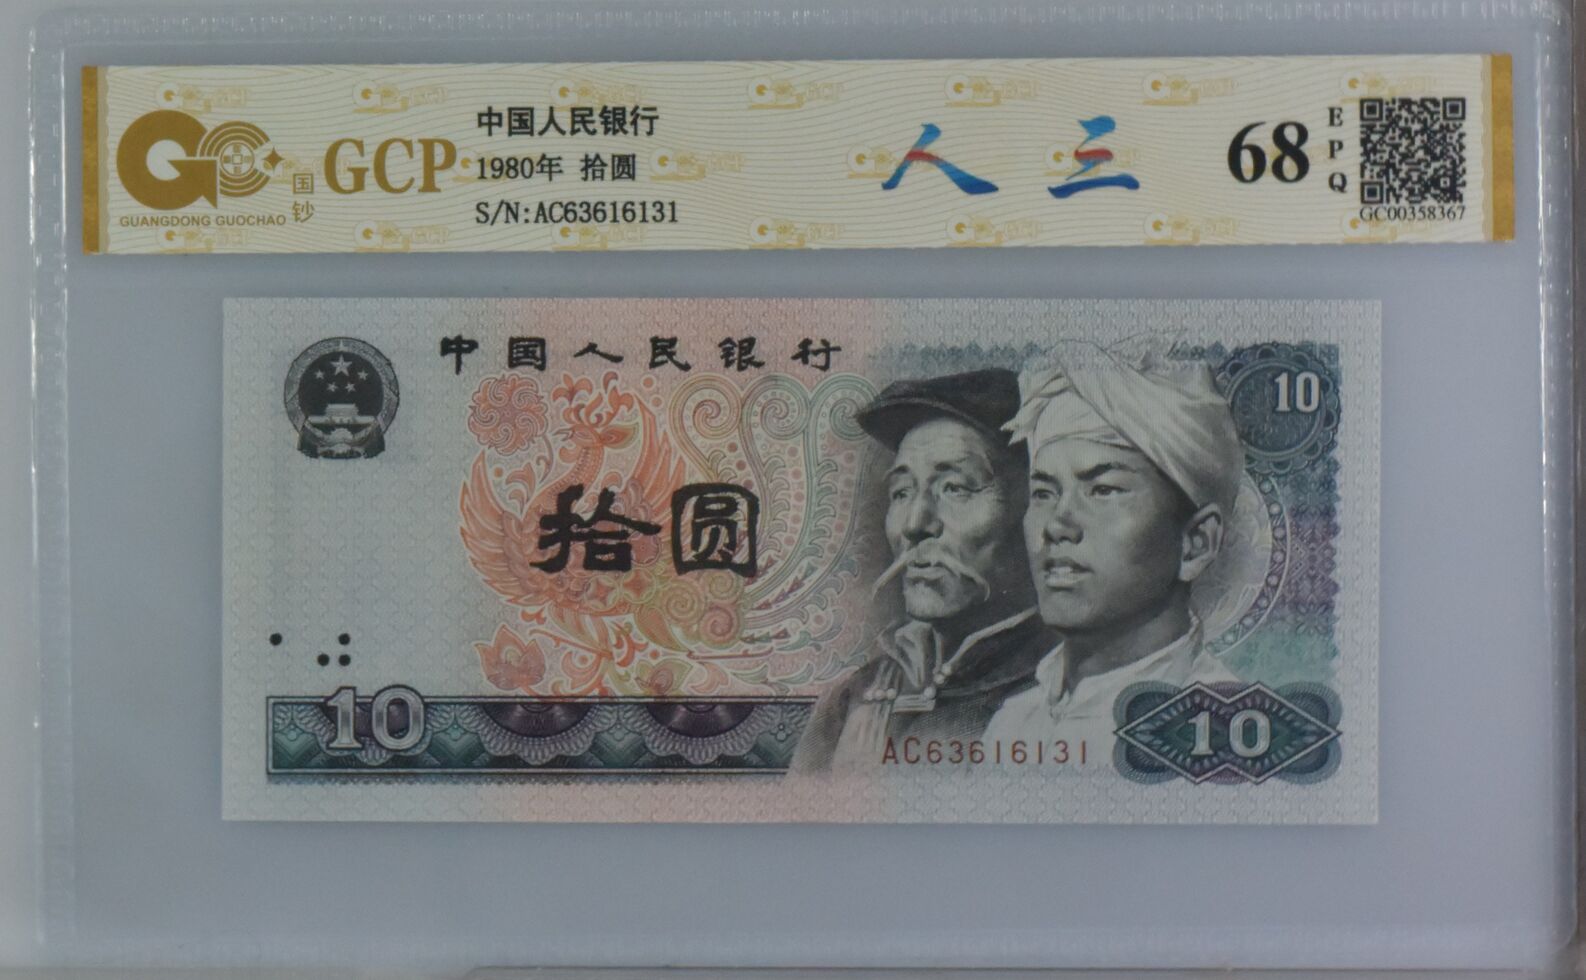 GCP
国
钞
GUANGDONG GUOCHAO
中国人民银行
1980年 拾圆
S/N:AC63616131
人 三
68
EPQ
GC00358367
中国人民银行
10
拾圆
10
AC63616131
10